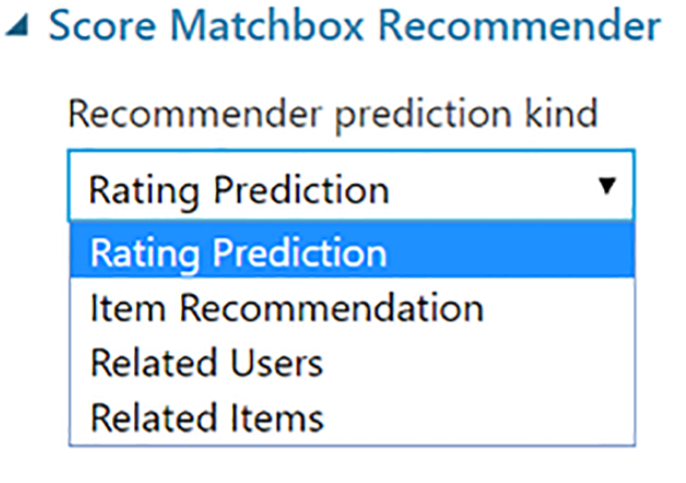 Score Matchbox Recommender
Recommender prediction kind
Rating Prediction
Rating Prediction
Item Recommendation
Related Users
Related Items